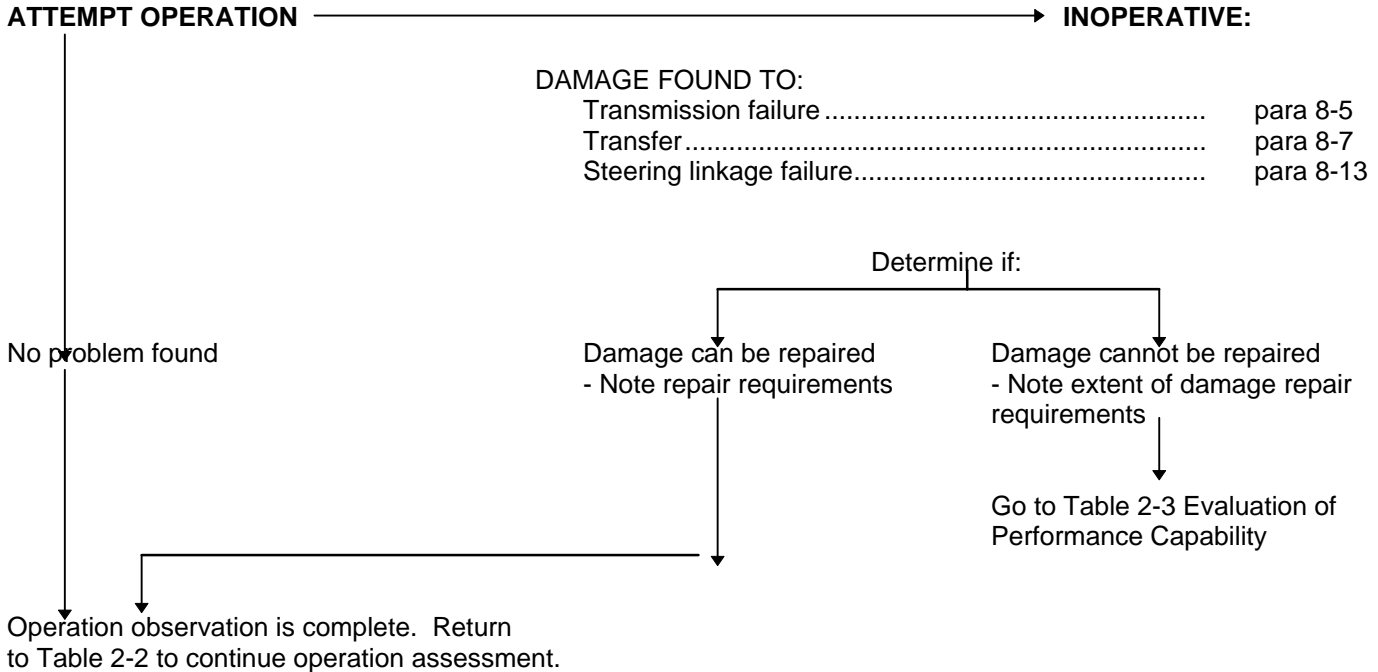 ATTEMPT OPERATION INOPERATIVE:
DAMAGE FOUND TO:
Transmission failure.................................................... para 8-5
Transfer....................................................................... para 8-7
Steering linkage failure................................................ para 8-13
Determine if:
No problem found
Damage can be repaired
- Note repair requirements
Damage cannot be repaired
- Note extent of damage repair
requirements
Go to Table 2-3 Evaluation of
Performance Capability
Operation observation is complete. Return
to Table 2-2 to continue operation assessment.